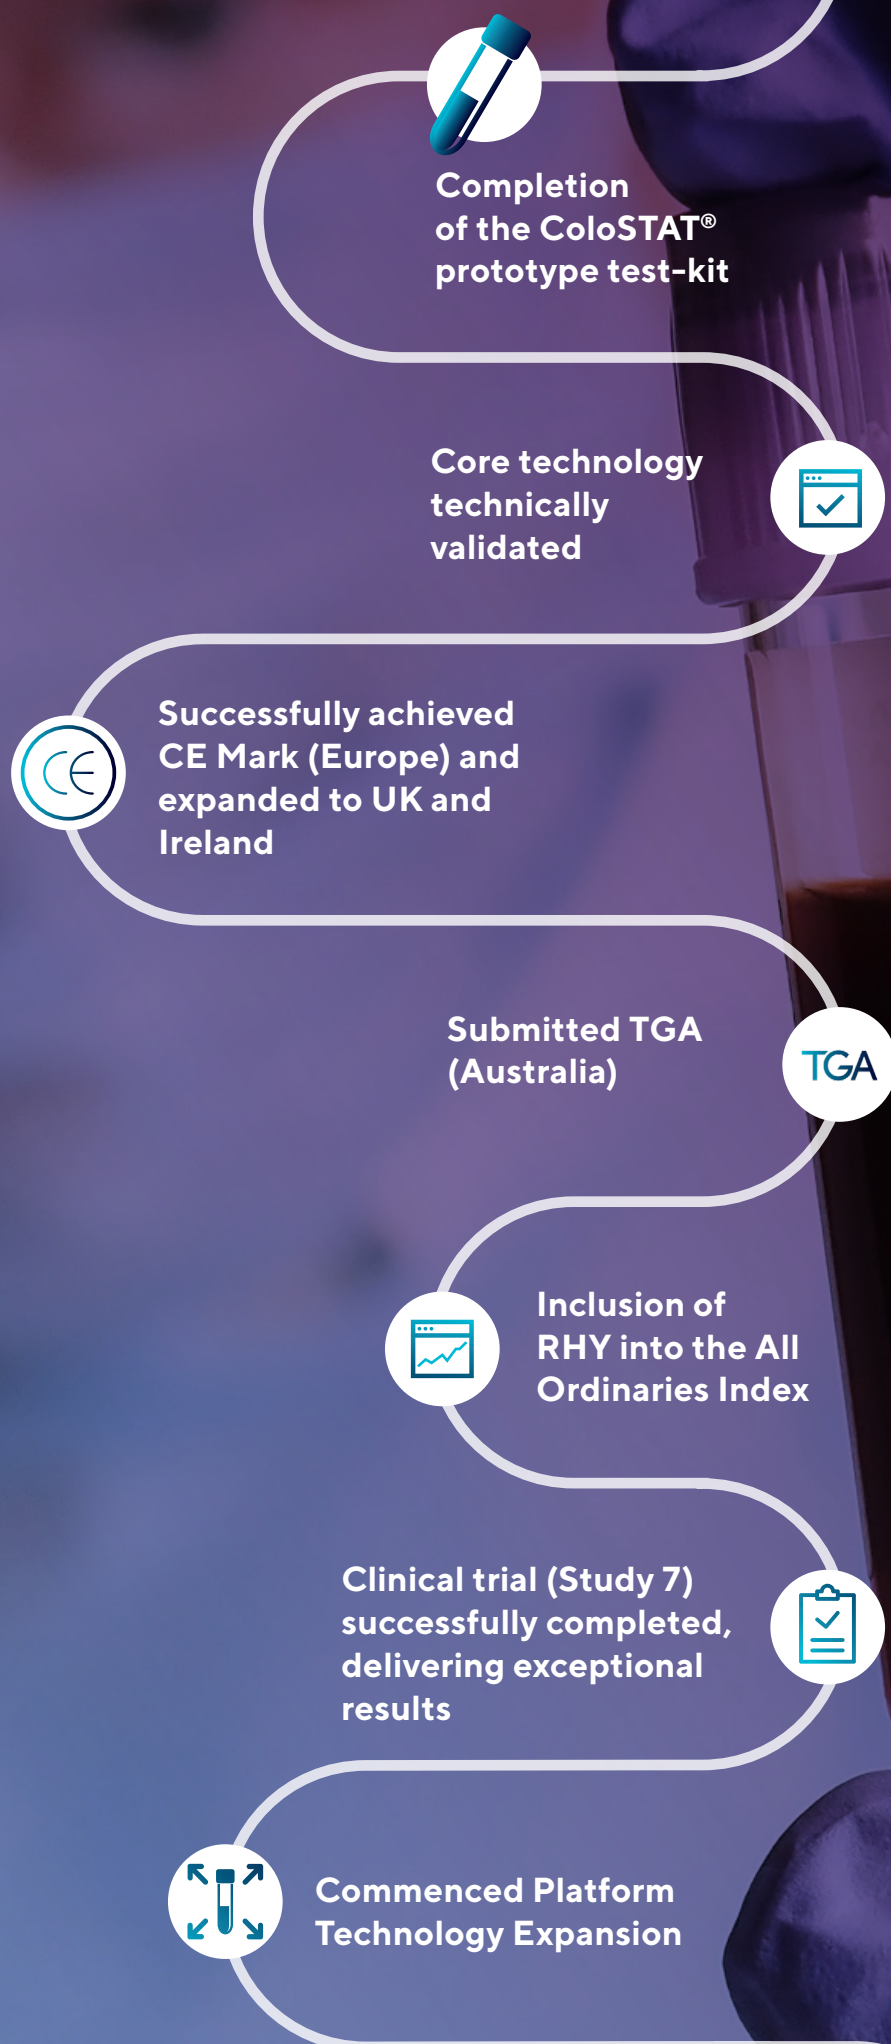 Completion
of the ColoSTAT®
prototype test-kit
Core technology
technically
validated
CE
Successfully achieved
CE Mark (Europe) and
expanded to UK and
Ireland
Submitted TGA
(Australia)
TGA
Inclusion of
RHY into the All
Ordinaries Index
Clinical trial (Study 7)
successfully completed,
delivering exceptional
results
Commenced Platform
Technology Expansion